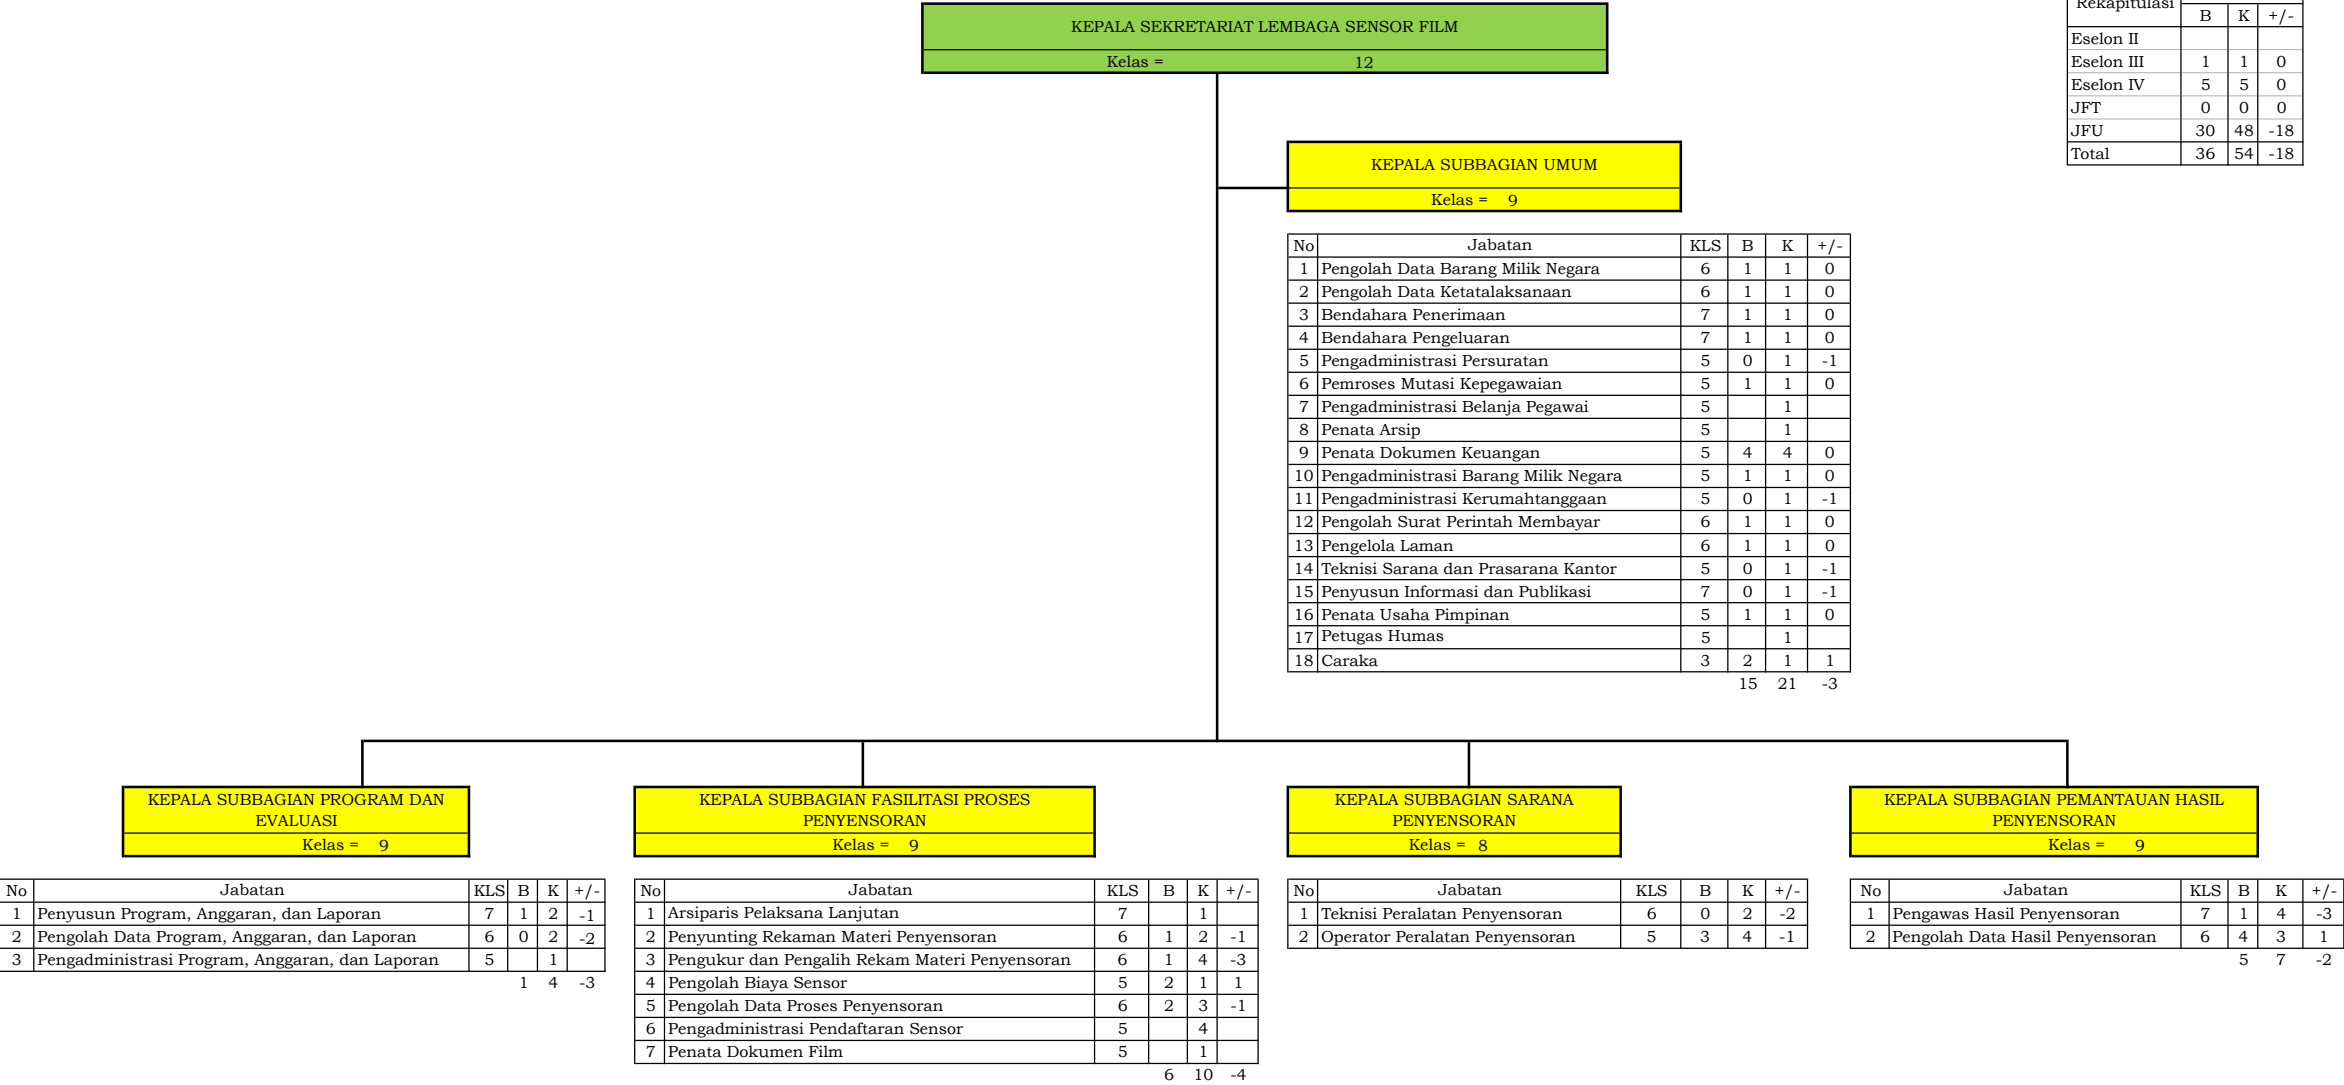 KEPALA SEKRETARIAT LEMBAGA SENSOR FILM
Kelas = 12
Rekapitulasi B K +/-
Eselon II
Eselon III 1 1 0
Eselon IV 5 5 0
JFT 0 0 0
JFU 30 48 -18
Total 36 54 -18
KEPALA SUBBAGIAN UMUM
Kelas = 9
No Jabatan KLS B K +/-
1 Pengolah Data Barang Milik Negara 6 1 1 0
2 Pengolah Data Ketatalaksanaan 6 1 1 0
3 Bendahara Penerimaan 7 1 1 0
4 Bendahara Pengeluaran 7 1 1 0
5 Pengadministrasi Persuratan 5 0 1 -1
6 Pemroses Mutasi Kepegawaian 5 1 1 0
7 Pengadministrasi Belanja Pegawai 5 1
8 Penata Arsip 5 1
9 Penata Dokumen Keuangan 5 4 4 0
10 Pengadministrasi Barang Milik Negara 5 1 1 0
11 Pengadministrasi Kerumahtanggaan 5 0 1 -1
12 Pengolah Surat Perintah Membayar 6 1 1 0
13 Pengelola Laman 6 1 1 0
14 Teknisi Sarana dan Prasarana Kantor 5 0 1 -1
15 Penyusun Informasi dan Publikasi 7 0 1 -1
16 Penata Usaha Pimpinan 5 1 1 0
17 Petugas Humas 5 1
18 Caraka 3 2 1 1
15 21 -3
KEPALA SUBBAGIAN PROGRAM DAN
EVALUASI
Kelas = 9
No Jabatan KLS B K +/-
1 Penyusun Program, Anggaran, dan Laporan 7 1 2 -1
2 Pengolah Data Program, Anggaran, dan Laporan 6 0 2 -2
3 Pengadministrasi Program, Anggaran, dan Laporan 5 1
1 4 -3
KEPALA SUBBAGIAN FASILITASI PROSES
PENYENSORAN
Kelas = 9
No Jabatan KLS B K +/-
1 Arsiparis Pelaksana Lanjutan 7 1
2 Penyunting Rekaman Materi Penyensoran 6 1 2 -1
3 Pengukur dan Pengalih Rekam Materi Penyensoran 6 1 4 -3
4 Pengolah Biaya Sensor 5 2 1 1
5 Pengolah Data Proses Penyensoran 6 2 3 -1
6 Pengadministrasi Pendaftaran Sensor 5 4
7 Penata Dokumen Film 5 1
6 10 -4
KEPALA SUBBAGIAN SARANA
PENYENSORAN
Kelas = 8
No Jabatan KLS B K +/-
1 Teknisi Peralatan Penyensoran 6 0 2 -2
2 Operator Peralatan Penyensoran 5 3 4 -1
KEPALA SUBBAGIAN PEMANTAUAN HASIL
PENYENSORAN
Kelas = 9
No Jabatan KLS B K +/-
1 Pengawas Hasil Penyensoran 7 1 4 -3
2 Pengolah Data Hasil Penyensoran 6 4 3 1
5 7 -2